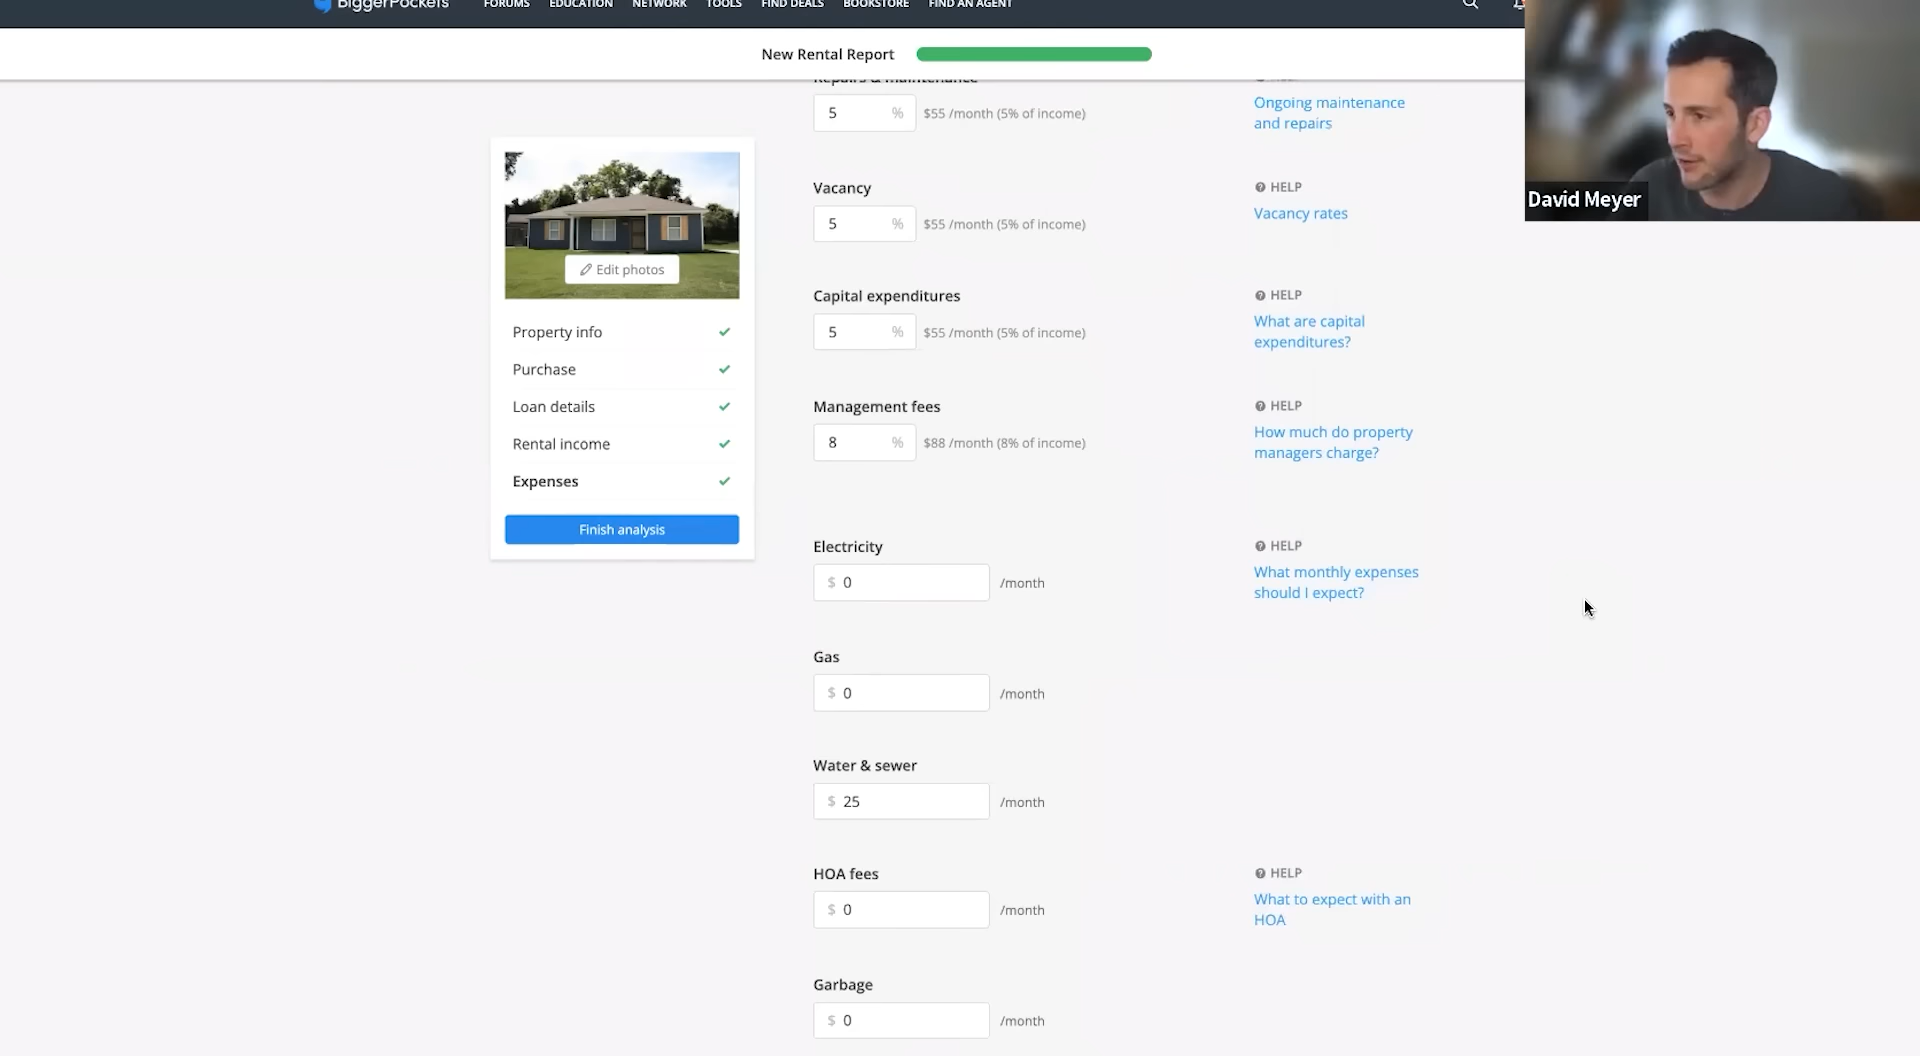 BiggerPockets
FORUMS EDUCATION NETWORK TOOLS FIND DEALS BOOKSTORE FIND AN AGENT
New Rental Report
Repairs & maintenance
5 % $55 /month (5% of income)
Ongoing maintenance
and repairs
David Meyer
Vacancy
5 % $55 /month (5% of income)
HELP
Vacancy rates
Edit photos
Property info
Purchase
Loan details
Rental income
Expenses
Finish analysis
Capital expenditures
5 % $55 /month (5% of income)
HELP
What are capital
expenditures?
Management fees
8 % $88 /month (8% of income)
HELP
How much do property
managers charge?
Electricity
$ 0 /month
HELP
What monthly expenses
should I expect?
Gas
$ 0 /month
Water & sewer
$ 25 /month
HOA fees
$ 0 /month
HELP
What to expect with an
HOA
Garbage
$ 0 /month